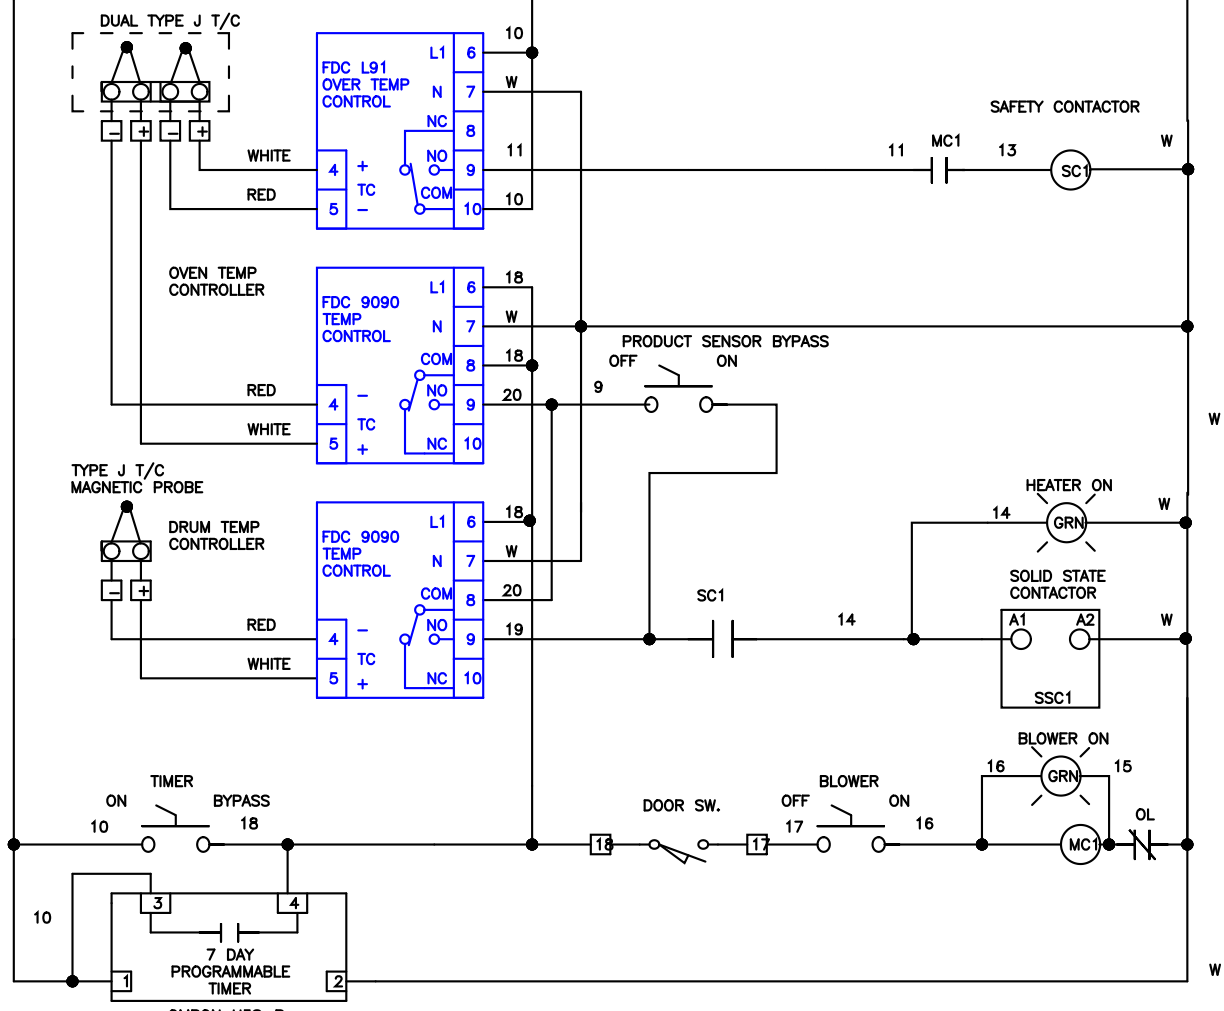 DUAL TYPE J T/C
10
L1 6
FDC L91
OVER TEMP
CONTROL
W
N 7
NC
8
SAFETY CONTACTOR
− + − +
WHITE
4 +
NO
9
11
11
MC1
13
SC1
W
TC
RED
5 −
COM
10
10
OVEN TEMP
CONTROLLER
18
L1 6
FDC 9090
TEMP
CONTROL
W
N 7
PRODUCT SENSOR BYPASS
OFF ON
COM
8
18
RED
4 −
NO
9
20
9
W
TC
WHITE
5 +
NC
10
TYPE J T/C
MAGNETIC PROBE
HEATER ON
14
GRN
W
DRUM TEMP
CONTROLLER
18
L1 6
FDC 9090
TEMP
CONTROL
W
N 7
SOLID STATE
CONTACTOR
− +
COM
8
20
SC1
RED
4 −
NO
9
19
14
A1 A2
W
TC
WHITE
5 +
NC
10
SSC1
BLOWER ON
16
GRN
15
TIMER
ON BYPASS
10 18
DOOR SW.
18
17
BLOWER
OFF ON
17 16
MC1
OL
10
3 4
7 DAY
PROGRAMMABLE
TIMER
1 2
W